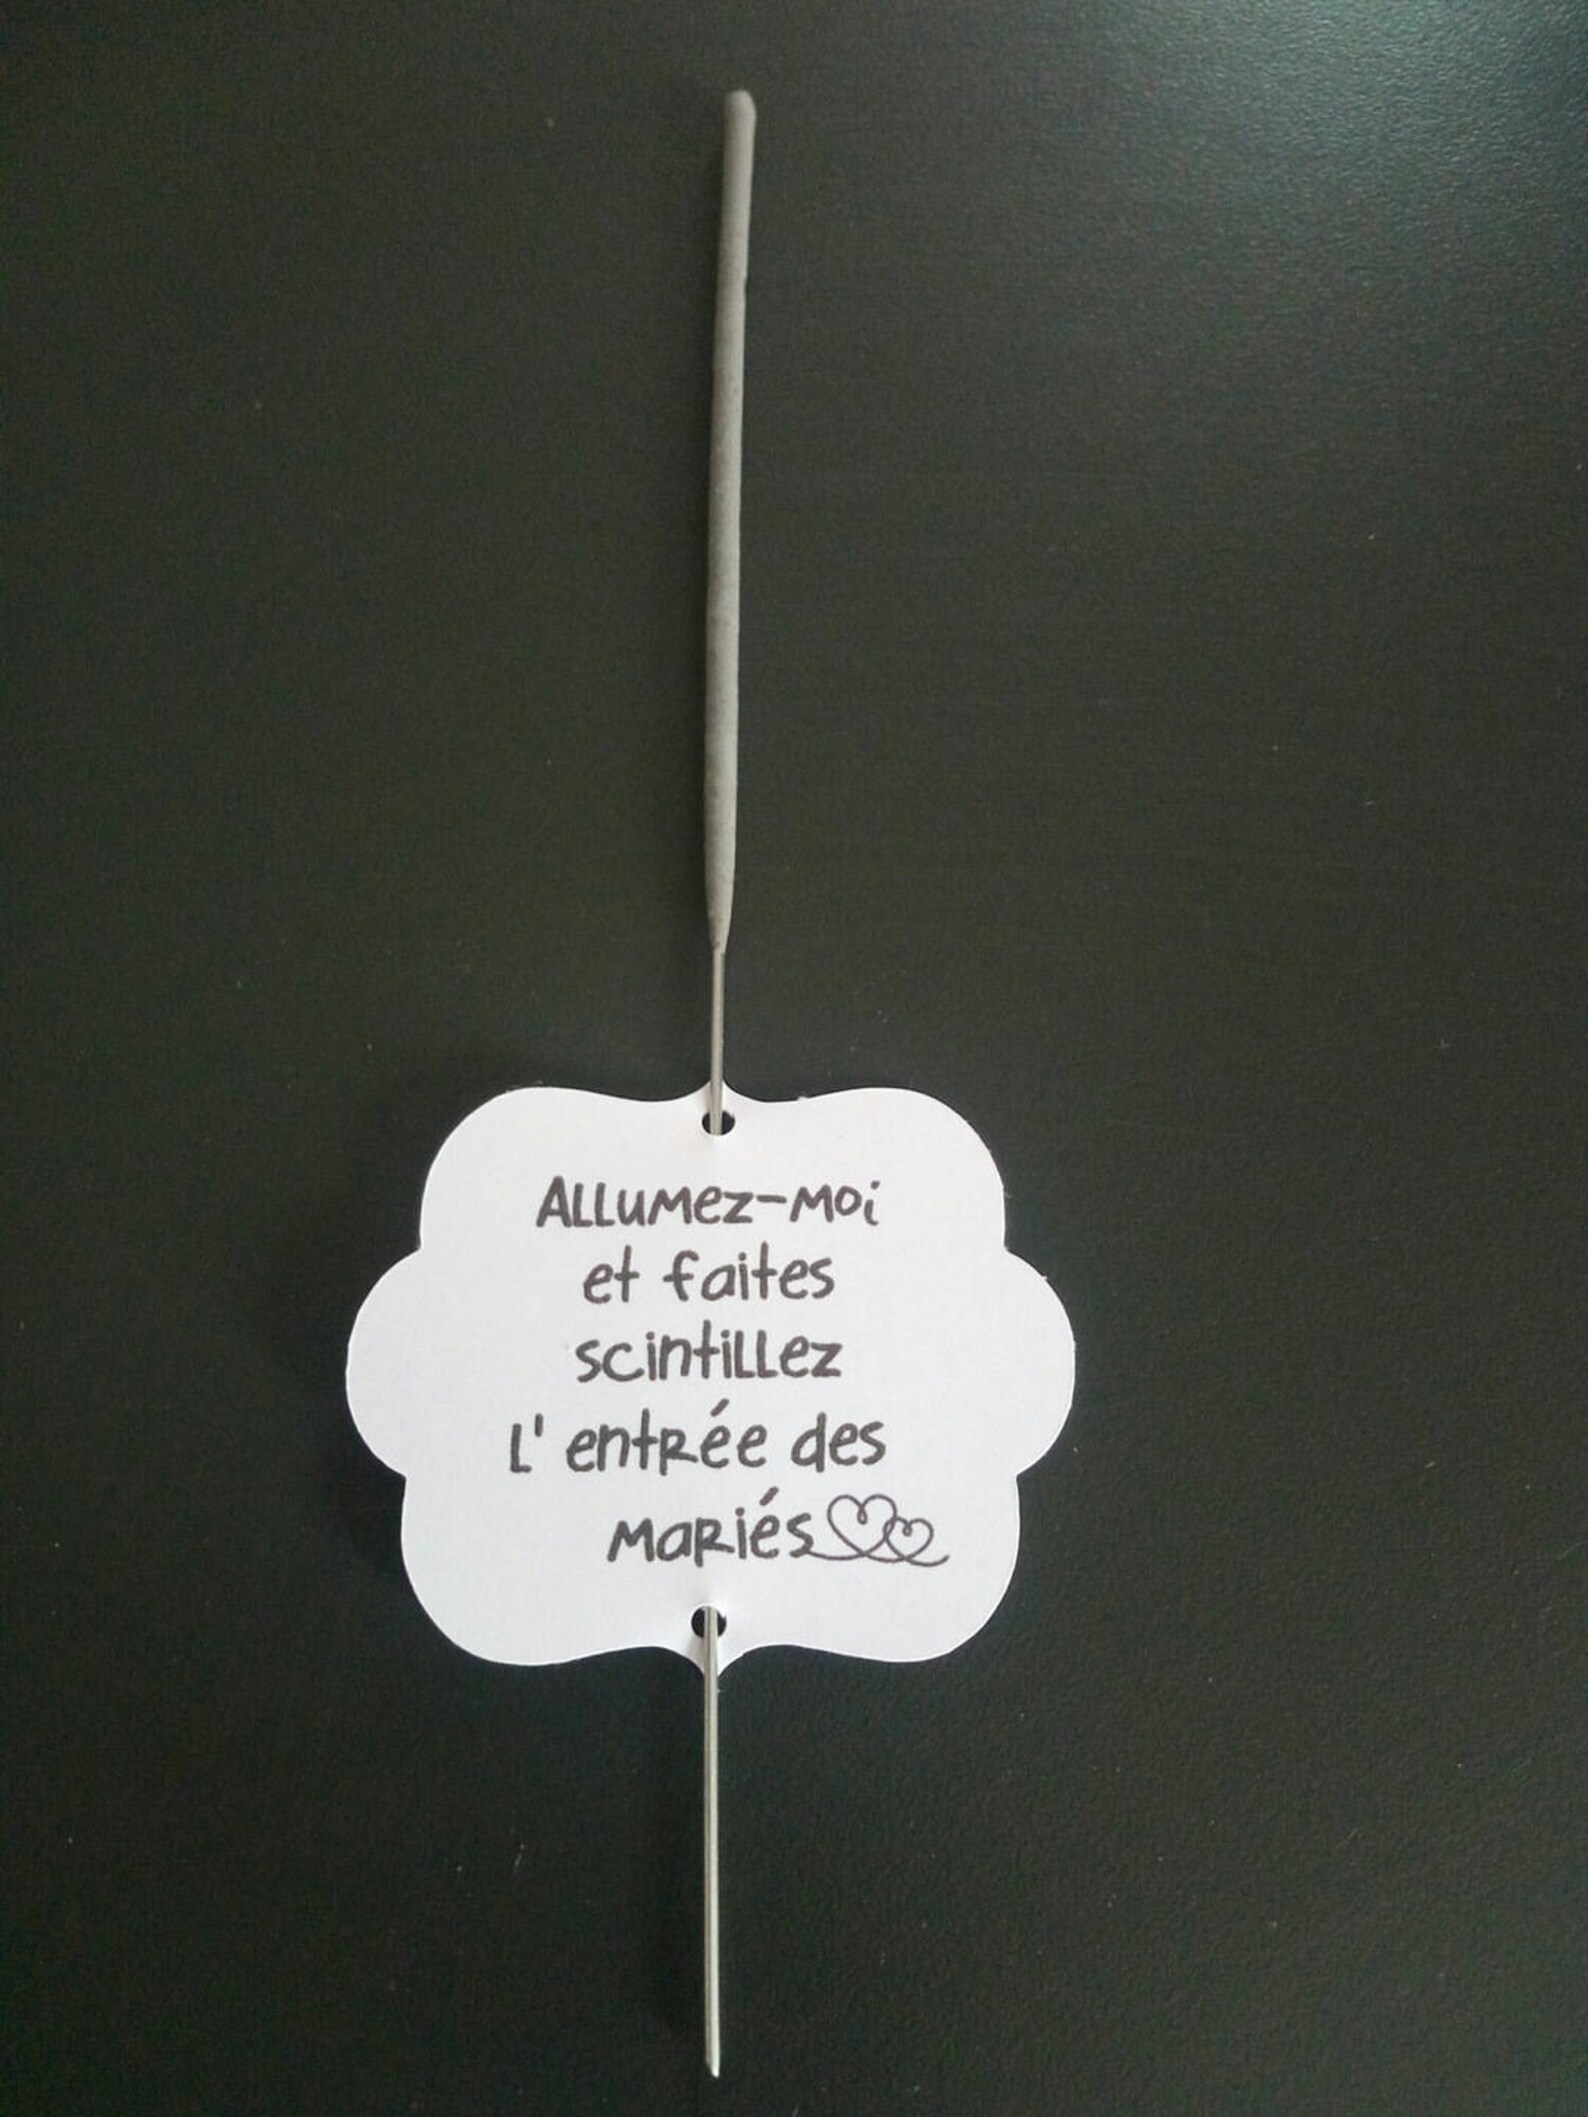 Allumez-moi
et faites
scintillez
l' entrée des
mariés